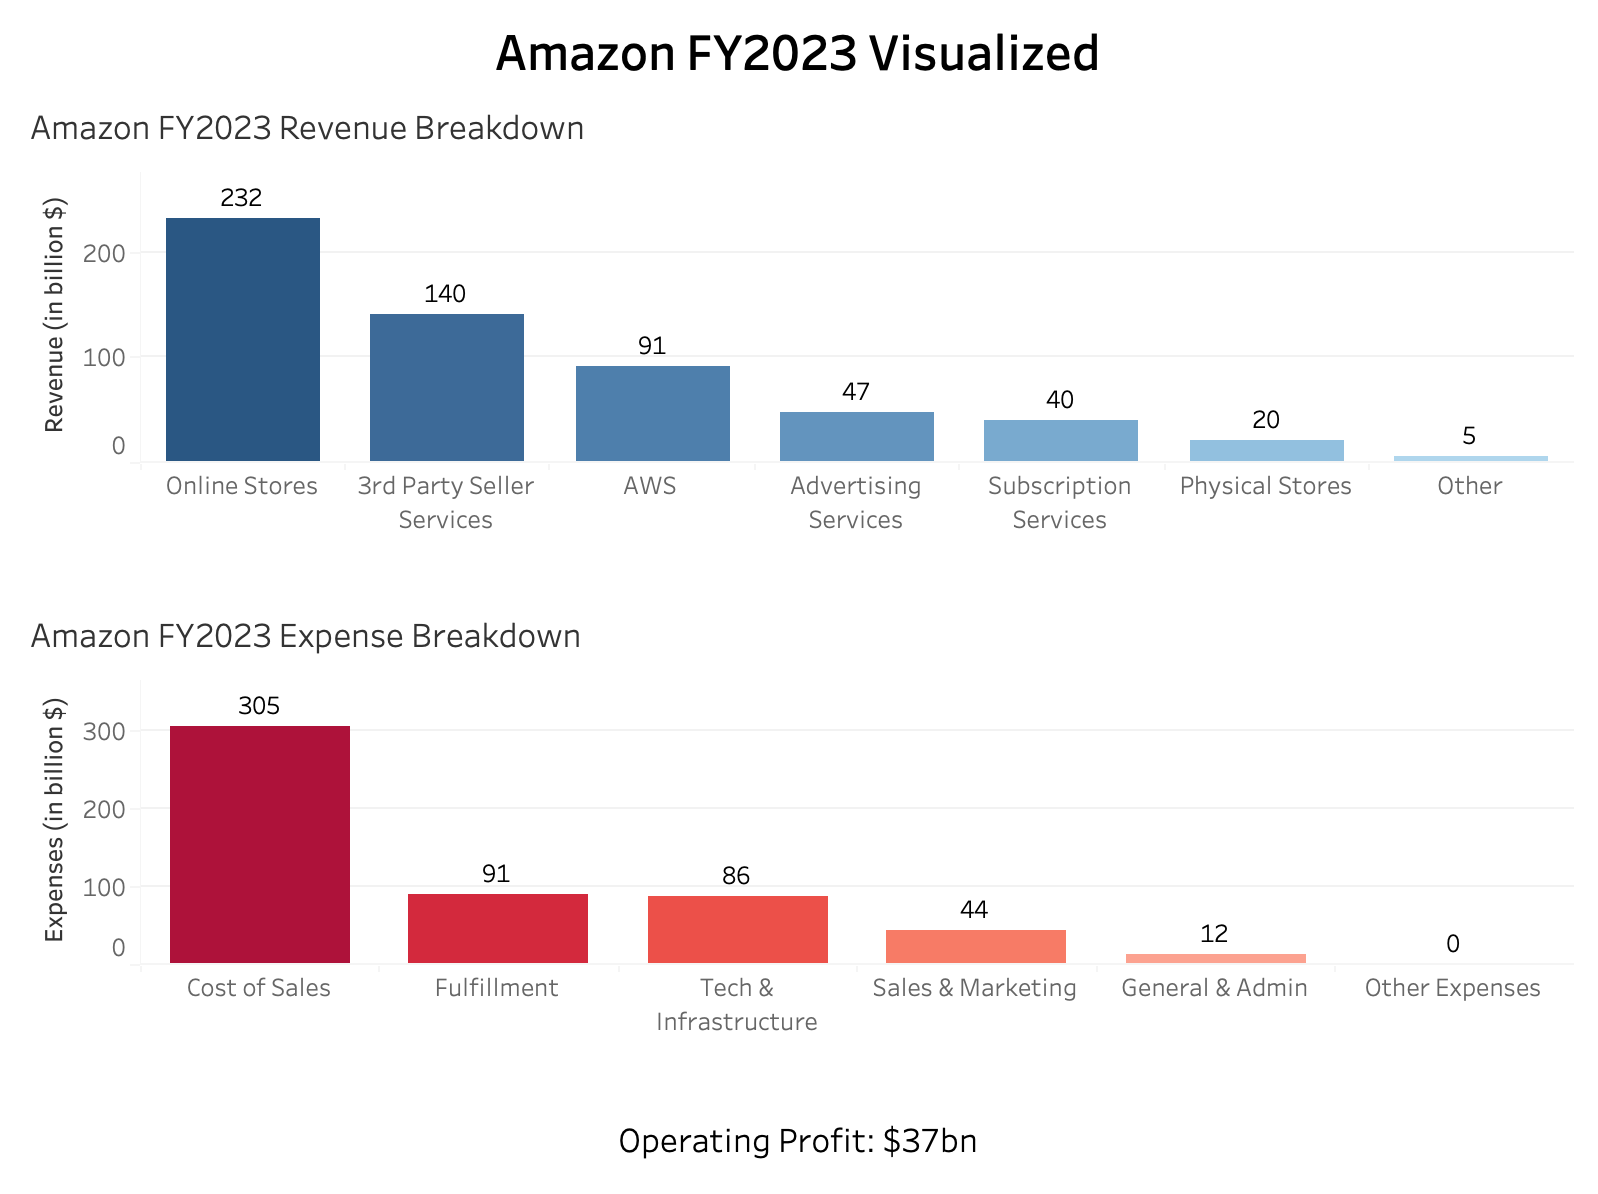 Amazon FY2023 Visualized
Amazon FY2023 Revenue Breakdown
Revenue (in billion $)
200
100
0
232
140
91
47
40
20
5
Online Stores
3rd Party Seller
Services
AWS
Advertising
Services
Subscription
Services
Physical Stores
Other
Amazon FY2023 Expense Breakdown
Expenses (in billion $)
300
200
100
0
305
91
86
44
12
0
Cost of Sales
Fulfillment
Tech &
Infrastructure
Sales & Marketing
General & Admin
Other Expenses
Operating Profit: $37bn